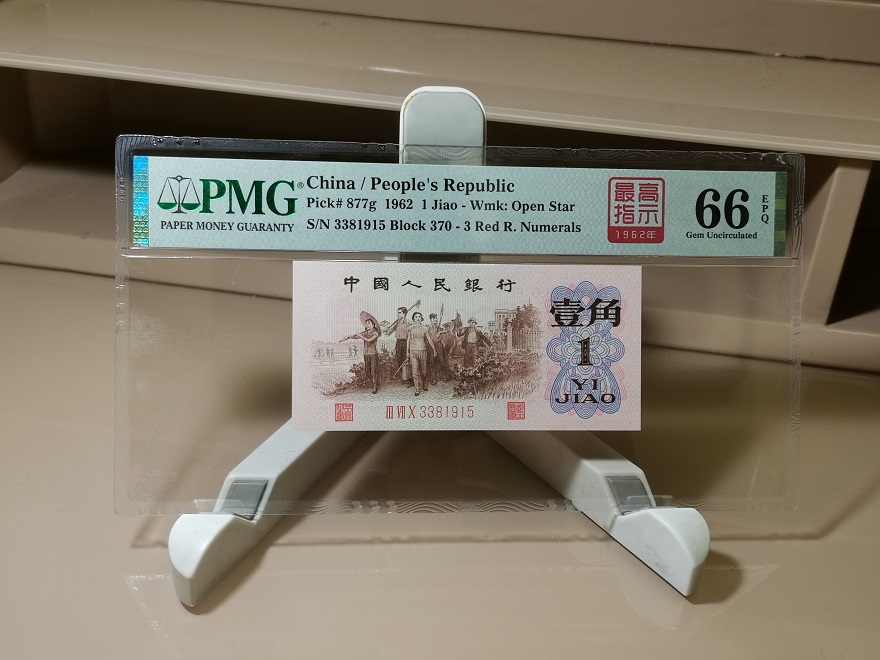 PMG®
PAPER MONEY GUARANTY
China / People's Republic
Pick# 877g 1962 1 Jiao - Wmk: Open Star
S/N 3381915 Block 370 - 3 Red R. Numerals
最高
指示
1962年
66
Gem Uncirculated
EPQ
中國人民銀行
壹角
1
YI
JIAO
III VII X 3381915